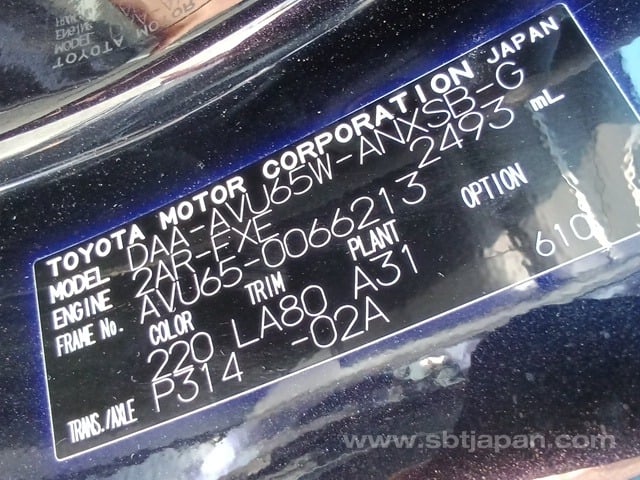 TOYOTA MOTOR CORPORATION JAPAN
MODEL DAA-AVU65W-ANXSB-G
ENGINE 2AR-FXE 2493 mL
FRAME No. AVU65-0066213
COLOR TRIM PLANT OPTION
220 LA80 A31 610
TRANS./AXLE P314 -02A
www.sbtjapan.com